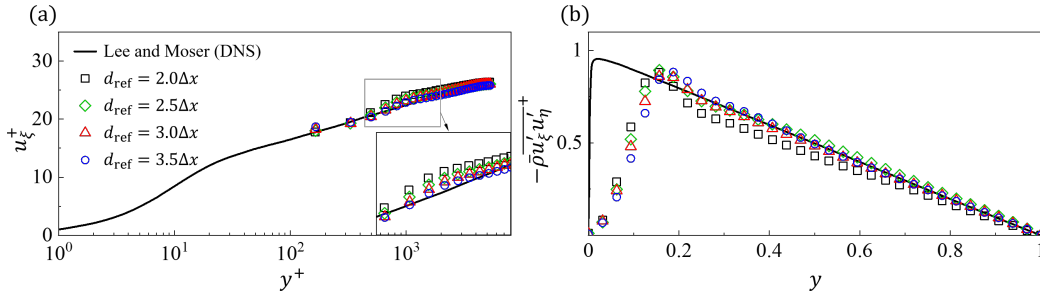 (a)
30
20
10
0
u_ξ^+
Lee and Moser (DNS)
d_ref = 2.0Δx
d_ref = 2.5Δx
d_ref = 3.0Δx
d_ref = 3.5Δx
10^0
10^1
10^2
10^3
y^+
(b)
1
0.5
−ρ̄u′_ξu′_η^+
0
0.2
0.4
0.6
0.8
1
y